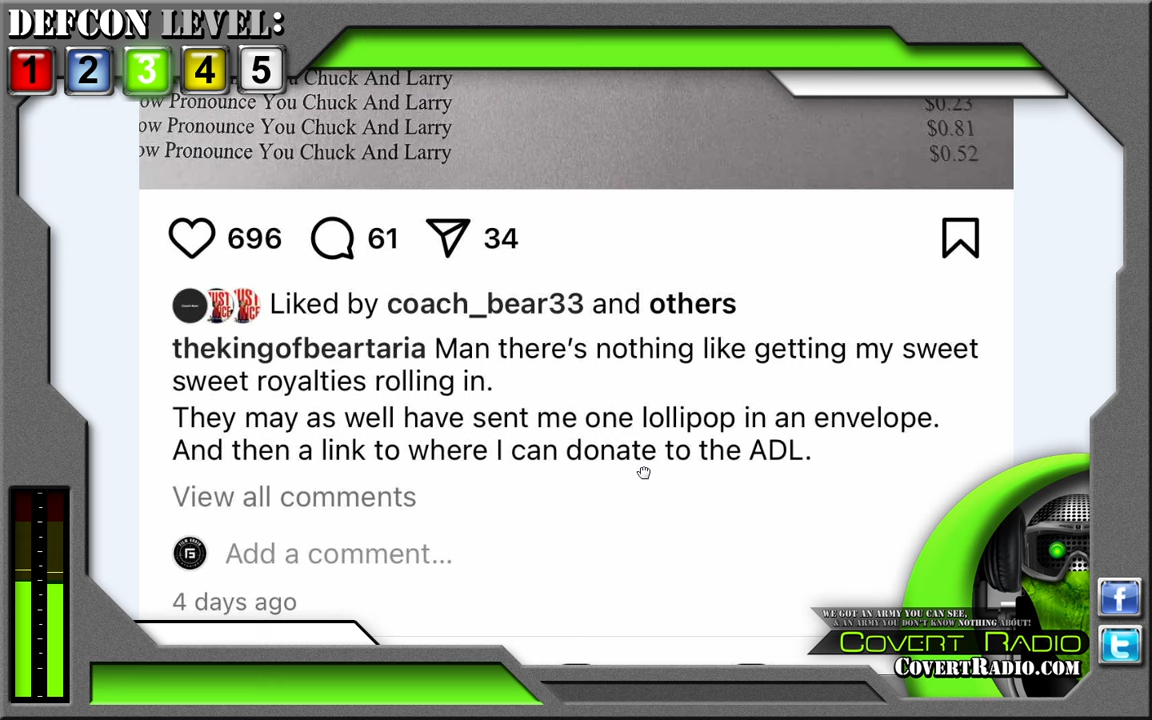 DEFCON LEVEL:
1 2 3 4 5
Chuck And Larry
ow Pronounce You Chuck And Larry $0.23
ow Pronounce You Chuck And Larry $0.81
ow Pronounce You Chuck And Larry $0.52
696 61 34
Liked by coach_bear33 and others
thekingofbeartaria Man there's nothing like getting my sweet
sweet royalties rolling in.
They may as well have sent me one lollipop in an envelope.
And then a link to where I can donate to the ADL.
View all comments
Add a comment...
4 days ago
WE GOT AN ARMY YOU CAN SEE,
& AN ARMY YOU DON'T KNOW NOTHING ABOUT!
COVERT RADIO
COVERTRADIO.COM